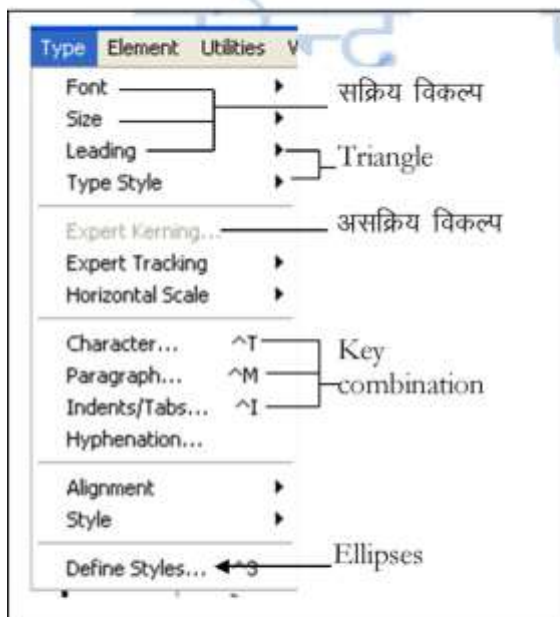 Type Element Utilities V
Font
Size
Leading
Type Style
Expert Kerning...
Expert Tracking
Horizontal Scale
Character... ^T
Paragraph... ^M
Indents/Tabs... ^I
Hyphenation...
Alignment
Style
Define Styles... ^3
सक्रिय विकल्प
Triangle
असक्रिय विकल्प
Key
combination
Ellipses